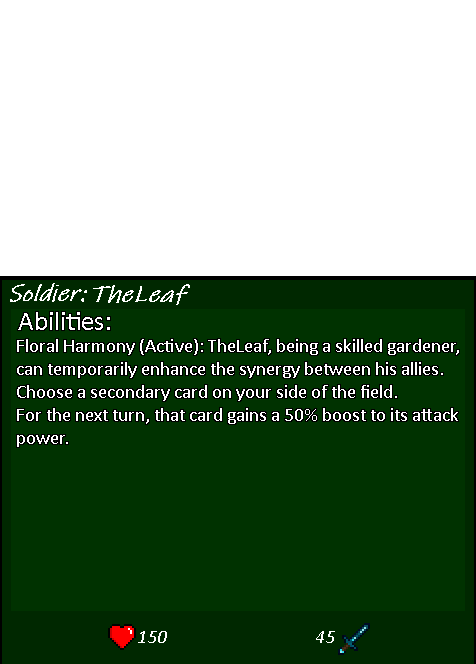 Soldier: TheLeaf
Abilities:
Floral Harmony (Active): TheLeaf, being a skilled gardener,
can temporarily enhance the synergy between his allies.
Choose a secondary card on your side of the field.
For the next turn, that card gains a 50% boost to its attack
power.
150
45